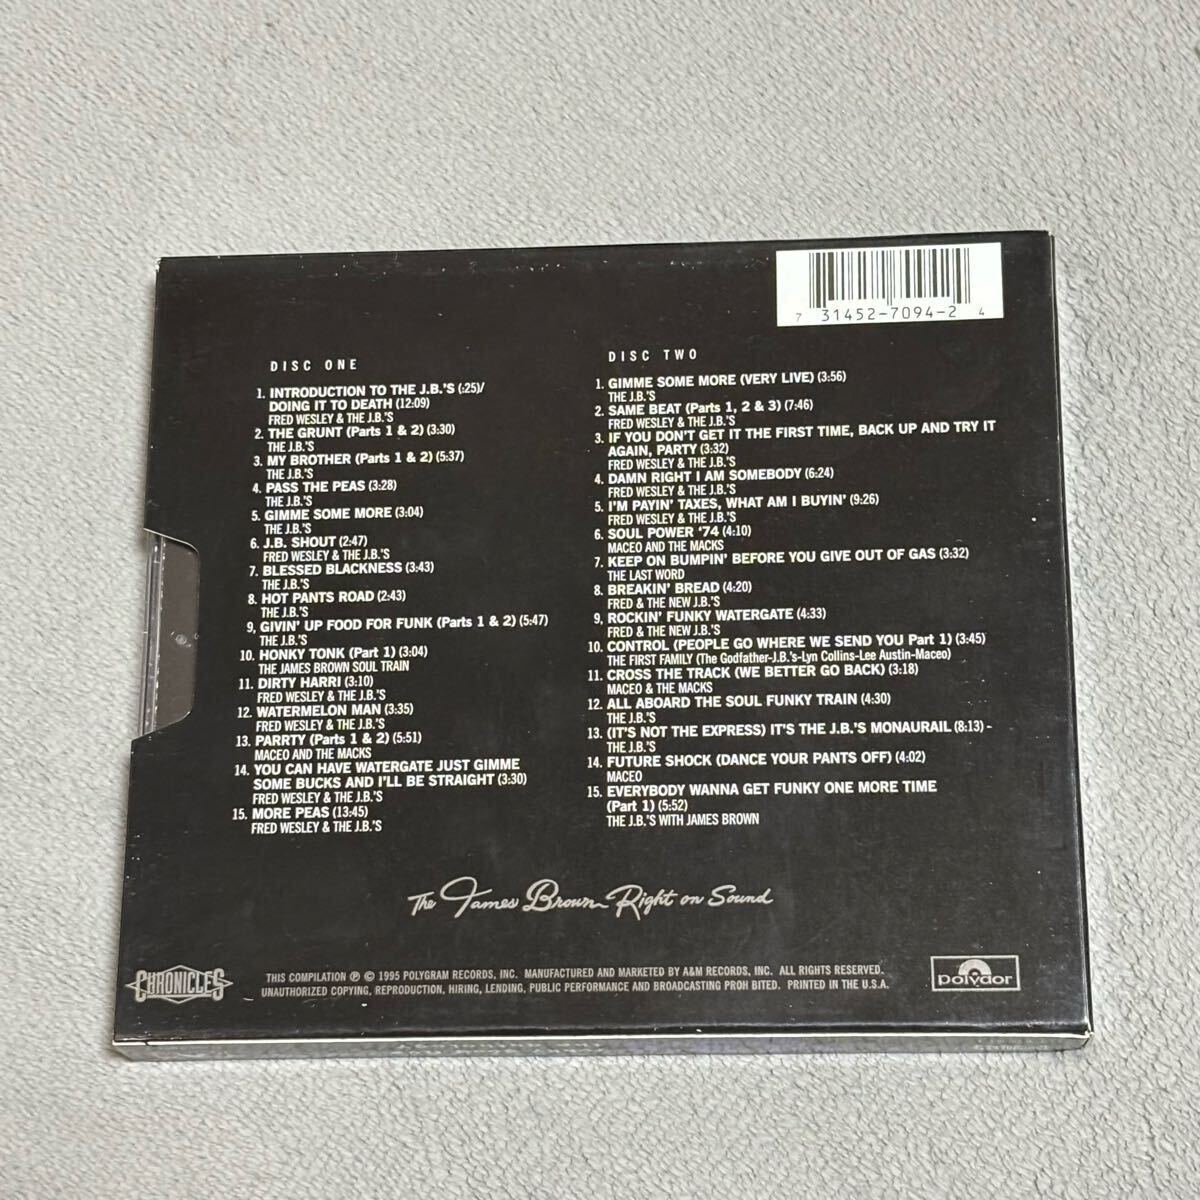 7 31452-7094-2 4
DISC ONE
1. INTRODUCTION TO THE J.B.'S (:25)/
DOING IT TO DEATH (12:09)
FRED WESLEY & THE J.B.'S
2. THE GRUNT (Parts 1 & 2) (3:30)
THE J.B.'S
3. MY BROTHER (Parts 1 & 2) (5:37)
THE J.B.'S
4. PASS THE PEAS (3:28)
THE J.B.'S
5. GIMME SOME MORE (3:04)
THE J.B.'S
6. J.B. SHOUT (2:47)
FRED WESLEY & THE J.B.'S
7. BLESSED BLACKNESS (3:43)
THE J.B.'S
8. HOT PANTS ROAD (2:43)
THE J.B.'S
9. GIVIN' UP FOOD FOR FUNK (Parts 1 & 2) (5:47)
THE J.B.'S
10. HONKY TONK (Part 1) (3:04)
THE JAMES BROWN SOUL TRAIN
11. DIRTY HARRI (3:10)
FRED WESLEY & THE J.B.'S
12. WATERMELON MAN (3:35)
FRED WESLEY & THE J.B.'S
13. PARRTY (Parts 1 & 2) (5:51)
MACEO AND THE MACKS
14. YOU CAN HAVE WATERGATE JUST GIMME
SOME BUCKS AND I'LL BE STRAIGHT (3:30)
FRED WESLEY & THE J.B.'S
15. MORE PEAS (13:45)
FRED WESLEY & THE J.B.'S
DISC TWO
1. GIMME SOME MORE (VERY LIVE) (3:56)
THE J.B.'S
2. SAME BEAT (Parts 1, 2 & 3) (7:46)
FRED WESLEY & THE J.B.'S
3. IF YOU DON'T GET IT THE FIRST TIME, BACK UP AND TRY IT
AGAIN, PARTY (3:32)
FRED WESLEY & THE J.B.'S
4. DAMN RIGHT I AM SOMEBODY (6:24)
FRED WESLEY & THE J.B.'S
5. I'M PAYIN' TAXES, WHAT AM I BUYIN' (9:26)
FRED WESLEY & THE J.B.'S
6. SOUL POWER '74 (4:10)
MACEO AND THE MACKS
7. KEEP ON BUMPIN' BEFORE YOU GIVE OUT OF GAS (3:32)
THE LAST WORD
8. BREAKIN' BREAD (4:20)
FRED & THE NEW J.B.'S
9. ROCKIN' FUNKY WATERGATE (4:33)
FRED & THE NEW J.B.'S
10. CONTROL (PEOPLE GO WHERE WE SEND YOU Part 1) (3:45)
THE FIRST FAMILY (The Godfather-J.B.'s-Lyn Collins-Lee Austin-Maceo)
11. CROSS THE TRACK (WE BETTER GO BACK) (3:18)
MACEO & THE MACKS
12. ALL ABOARD THE SOUL FUNKY TRAIN (4:30)
THE J.B.'S
13. (IT'S NOT THE EXPRESS) IT'S THE J.B.'S MONAURAIL (8:13) -
THE J.B.'S
14. FUTURE SHOCK (DANCE YOUR PANTS OFF) (4:02)
MACEO
15. EVERYBODY WANNA GET FUNKY ONE MORE TIME
(Part 1) (5:52)
THE J.B.'S WITH JAMES BROWN
The James Brown Right on Sound
CHRONICLES
THIS COMPILATION ℗ © 1995 POLYGRAM RECORDS, INC. MANUFACTURED AND MARKETED BY A&M RECORDS, INC. ALL RIGHTS RESERVED.
UNAUTHORIZED COPYING, REPRODUCTION, HIRING, LENDING, PUBLIC PERFORMANCE AND BROADCASTING PROH BITED. PRINTED IN THE U.S.A.
polydor